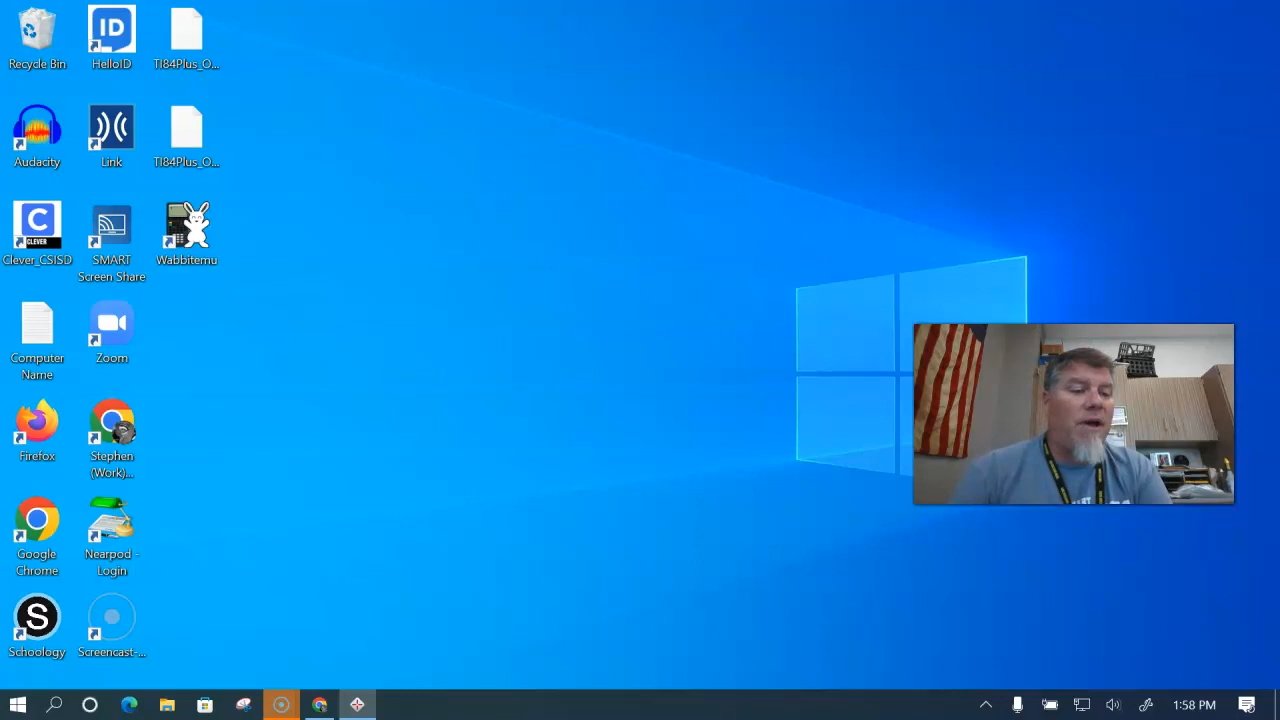 Recycle Bin
ID
HelloID
TI84Plus_O...
Audacity
Link
TI84Plus_O...
C
CLEVER
Clever_CSISD
SMART
Screen Share
Wabbitemu
Computer
Name
Zoom
Firefox
Stephen
(Work)...
Google
Chrome
Nearpod -
Login
S
Schoology
Screencast-...
1:58 PM